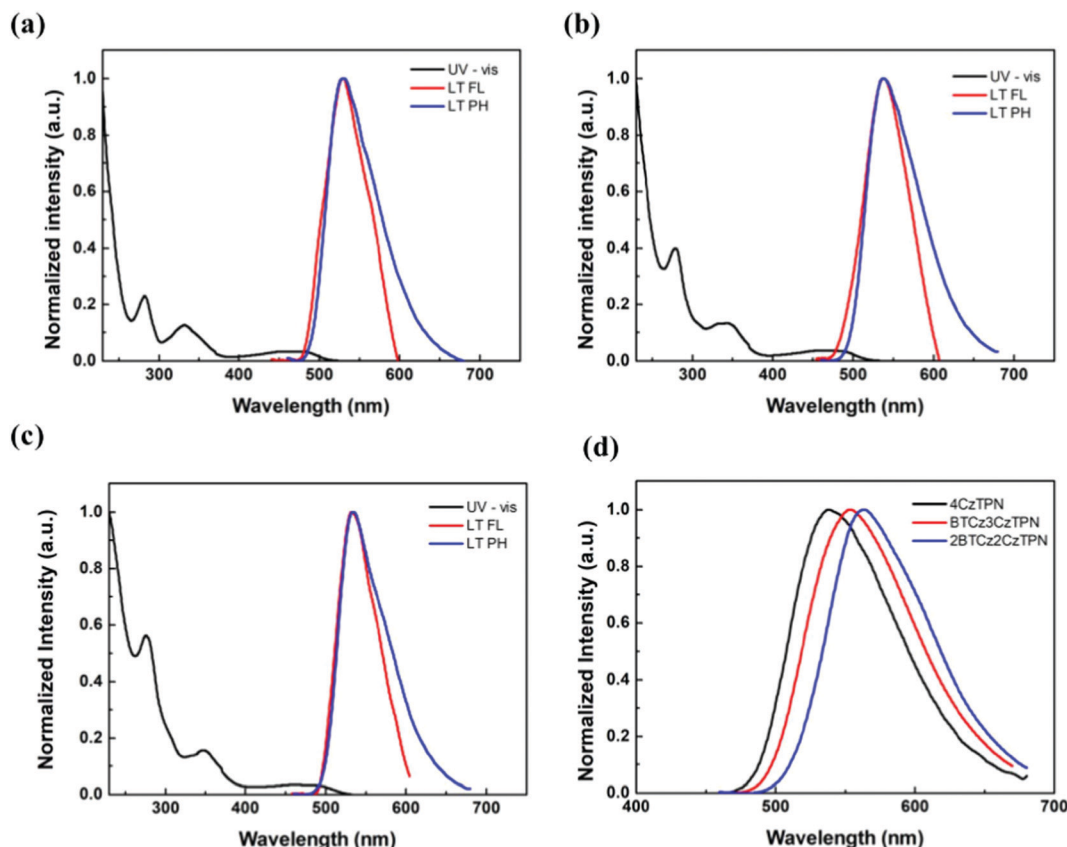 (a)
(b)
UV - vis
LT FL
LT PH
1.0
0.8
0.6
0.4
0.2
0.0
300
400
500
600
700
Normalized intensity (a.u.)
Wavelength (nm)
UV - vis
LT FL
LT PH
1.0
0.8
0.6
0.4
0.2
0.0
300
400
500
600
700
Normalized intensity (a.u.)
Wavelength (nm)
(c)
(d)
UV - vis
LT FL
LT PH
1.0
0.8
0.6
0.4
0.2
0.0
300
400
500
600
700
Normalized Intensity (a.u.)
Wavelength (nm)
4CzTPN
BTCz3CzTPN
2BTCz2CzTPN
1.0
0.8
0.6
0.4
0.2
0.0
400
500
600
700
Normalized Intensity (a.u.)
Wavelength (nm)